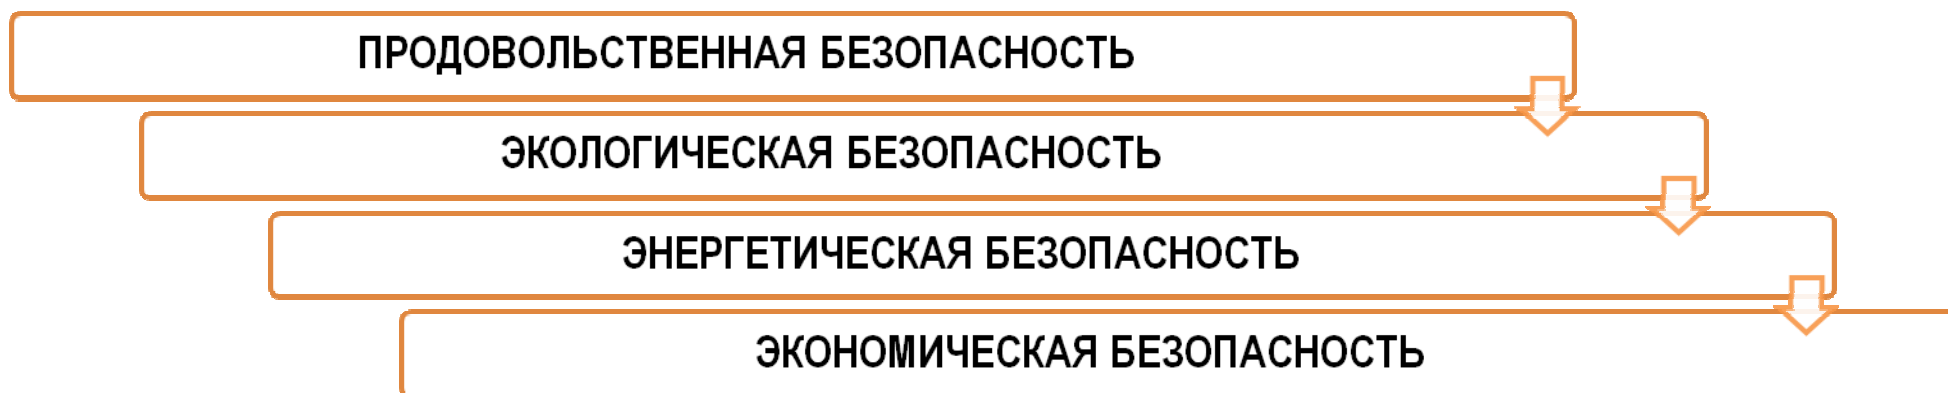 ПРОДОВОЛЬСТВЕННАЯ БЕЗОПАСНОСТЬ
ЭКОЛОГИЧЕСКАЯ БЕЗОПАСНОСТЬ
ЭНЕРГЕТИЧЕСКАЯ БЕЗОПАСНОСТЬ
ЭКОНОМИЧЕСКАЯ БЕЗОПАСНОСТЬ